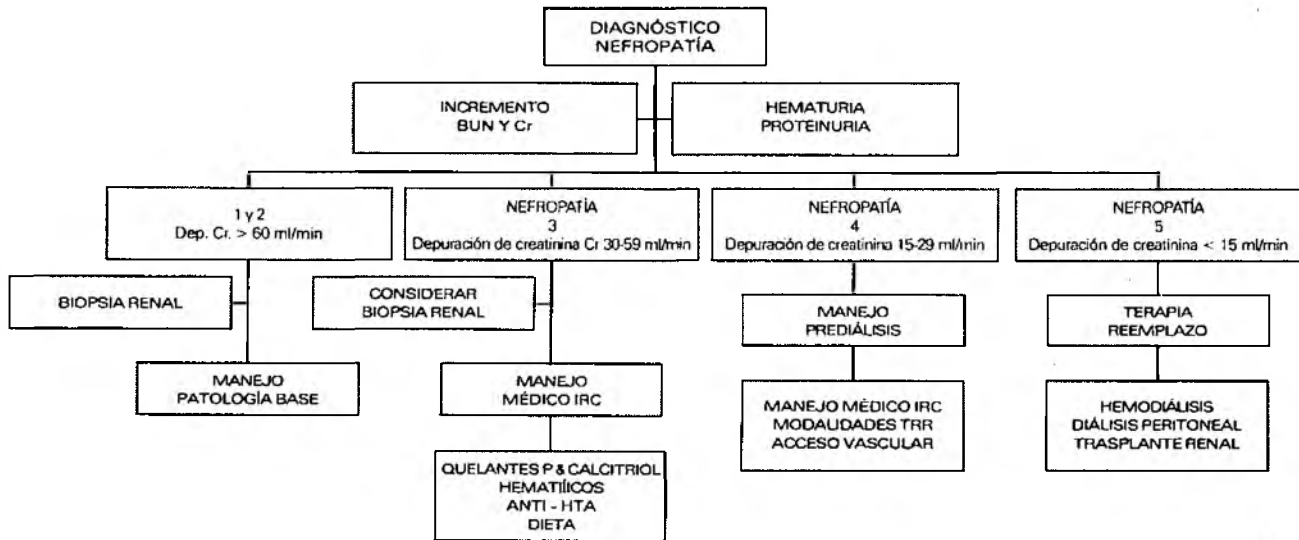 DIAGNÓSTICO
NEFROPATÍA
INCREMENTO
BUN Y Cr
HEMATURIA
PROTEINURIA
1 y 2
Dep. Cr. > 60 ml/min
NEFROPATÍA
3
Depuración de creatinina Cr 30-59 ml/min
NEFROPATÍA
4
Depuración de creatinina 15-29 ml/min
NEFROPATÍA
5
Depuración de creatinina < 15 ml/min
BIOPSIA RENAL
CONSIDERAR
BIOPSIA RENAL
MANEJO
PREDIÁLISIS
TERAPIA
REEMPLAZO
MANEJO
PATOLOGÍA BASE
MANEJO
MÉDICO IRC
MANEJO MÉDICO IRC
MODALIDADES TRR
ACCESO VASCULAR
HEMODIÁLISIS
DIÁLISIS PERITONEAL
TRASPLANTE RENAL
QUELANTES P & CALCITRIOL
HEMATÍNICOS
ANTI - HTA
DIETA